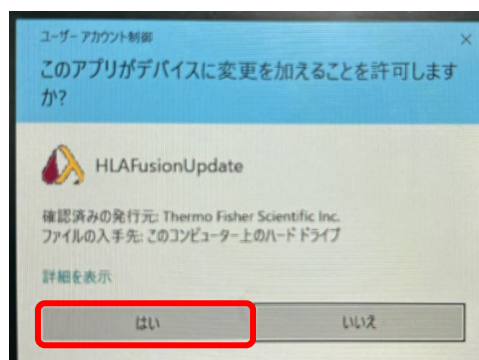 ユーザー アカウント制御
このアプリがデバイスに変更を加えることを許可します
か?
HLAFusionUpdate
確認済みの発行元: Thermo Fisher Scientific Inc.
ファイルの入手先: このコンピューター上のハード ドライブ
詳細を表示
はい
いいえ